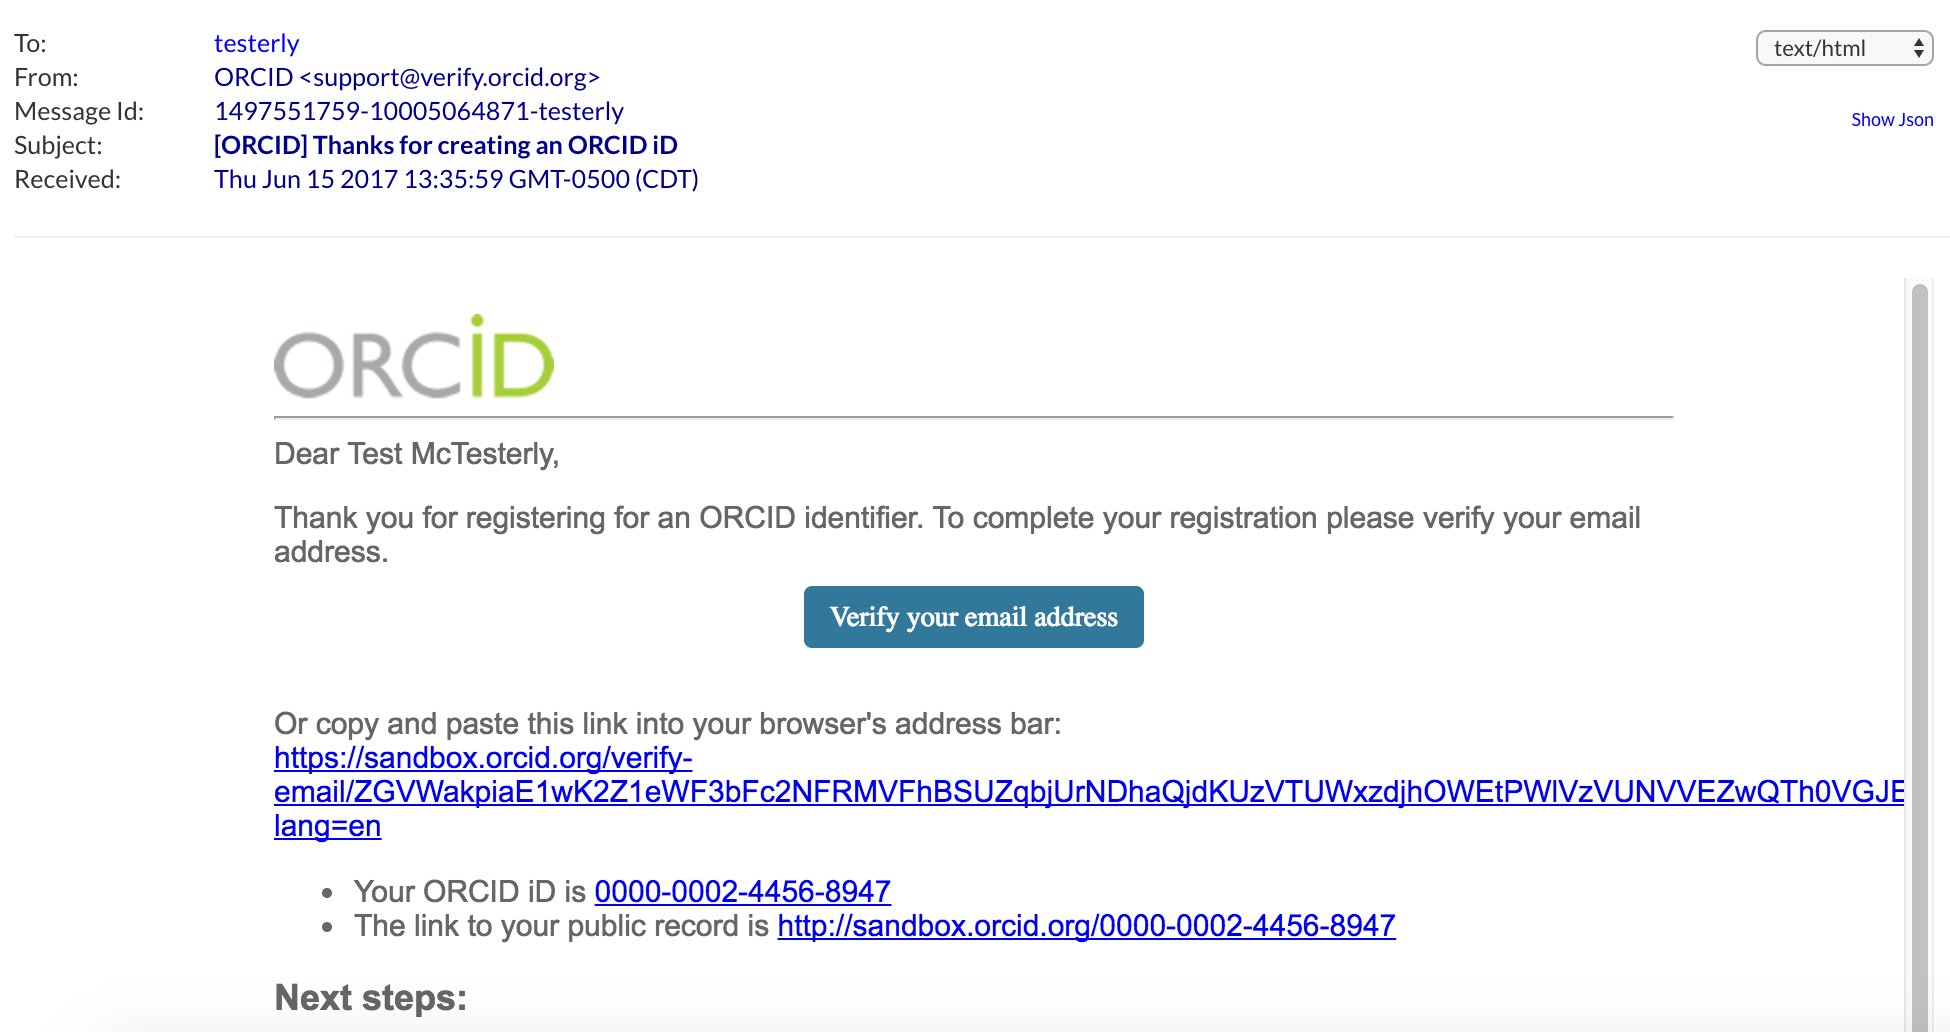 To: testerly
text/html
From: ORCID <support@verify.orcid.org>
Message Id: 1497551759-10005064871-testerly
Show Json
Subject: [ORCID] Thanks for creating an ORCID iD
Received: Thu Jun 15 2017 13:35:59 GMT-0500 (CDT)
ORCiD
Dear Test McTesterly,
Thank you for registering for an ORCID identifier. To complete your registration please verify your email
address.
Verify your email address
Or copy and paste this link into your browser's address bar:
https://sandbox.orcid.org/verify-
email/ZGVWakpiaE1wK2Z1eWF3bFc2NFRMVFhBSUZqbjUrNDhaQjdKUzVTUWxzdjhOWEtPWlVzVUNVVEZwQTh0VGJE
lang=en
• Your ORCID iD is 0000-0002-4456-8947
• The link to your public record is http://sandbox.orcid.org/0000-0002-4456-8947
Next steps: